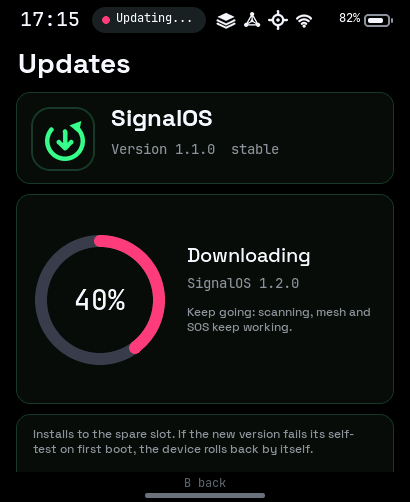 17:15 Updating... 82%
Updates
SignalOS
Version 1.1.0 stable
40%
Downloading
SignalOS 1.2.0
Keep going: scanning, mesh and
SOS keep working.
Installs to the spare slot. If the new version fails its self-
test on first boot, the device rolls back by itself.
B back